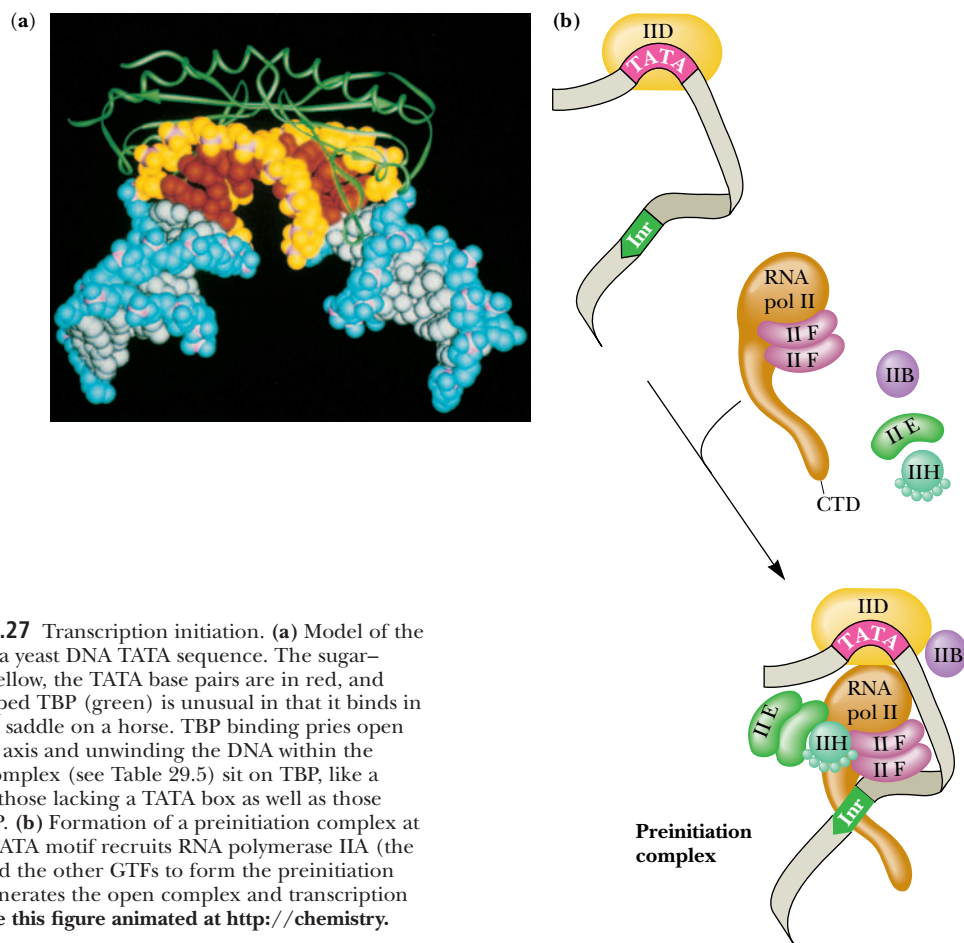 (a)
(b)
IID
TATA
Inr
RNA
pol II
II F
II F
IIB
II E
IIH
CTD
.27 Transcription initiation. (a) Model of the
a yeast DNA TATA sequence. The sugar–
ellow, the TATA base pairs are in red, and
ped TBP (green) is unusual in that it binds in
saddle on a horse. TBP binding pries open
axis and unwinding the DNA within the
omplex (see Table 29.5) sit on TBP, like a
those lacking a TATA box as well as those
P. (b) Formation of a preinitiation complex at
TATA motif recruits RNA polymerase IIA (the
d the other GTFs to form the preinitiation
nerates the open complex and transcription
e this figure animated at http://chemistry.
IID
TATA
IIB
RNA
pol II
II E
IIH
II F
II F
Inr
Preinitiation
complex